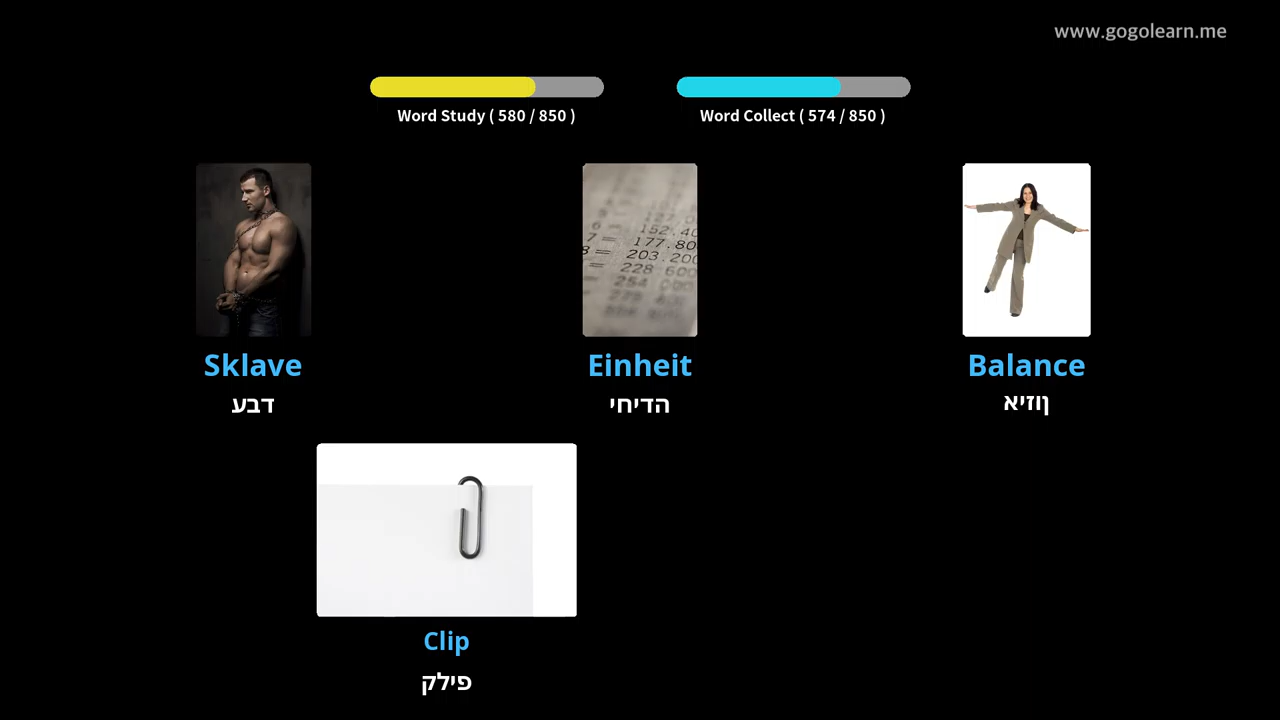 www.gogolearn.me
Word Study ( 580 / 850 )
Word Collect ( 574 / 850 )
Sklave
דבע
Einheit
הדיחי
Balance
ןוזיא
Clip
פילק